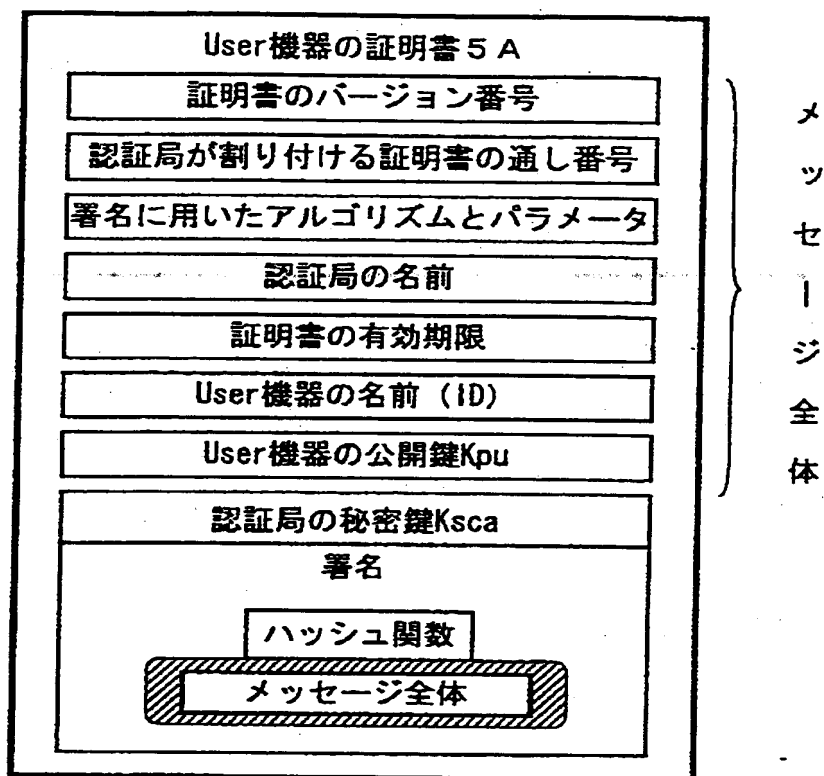 User機器の証明書5A
証明書のバージョン番号
認証局が割り付ける証明書の通し番号
署名に用いたアルゴリズムとパラメータ
認証局の名前
証明書の有効期限
User機器の名前(ID)
User機器の公開鍵Kpu
メッセージ全体
認証局の秘密鍵Ksca
署名
ハッシュ関数
メッセージ全体